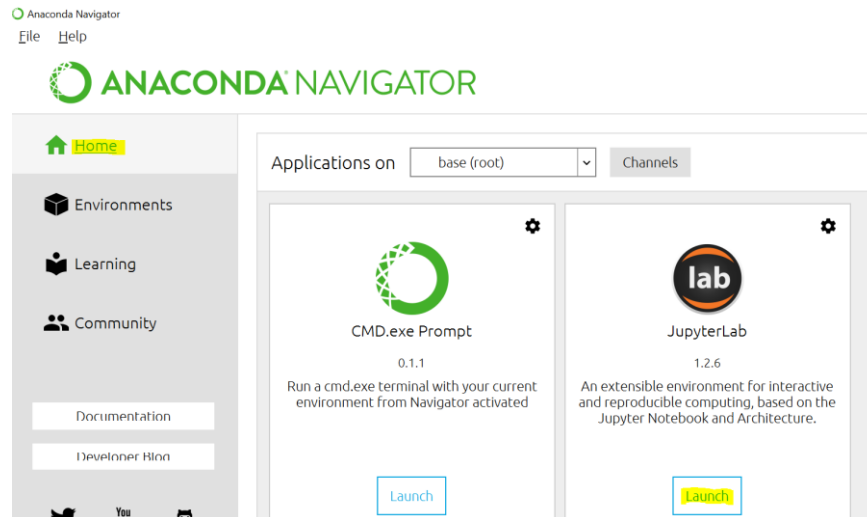 Anaconda Navigator
File Help
ANACONDA NAVIGATOR
Home
Environments
Learning
Community
Documentation
Developer Blog
You
Applications on base (root) Channels
CMD.exe Prompt
0.1.1
Run a cmd.exe terminal with your current
environment from Navigator activated
Launch
lab
JupyterLab
1.2.6
An extensible environment for interactive
and reproducible computing, based on the
Jupyter Notebook and Architecture.
Launch